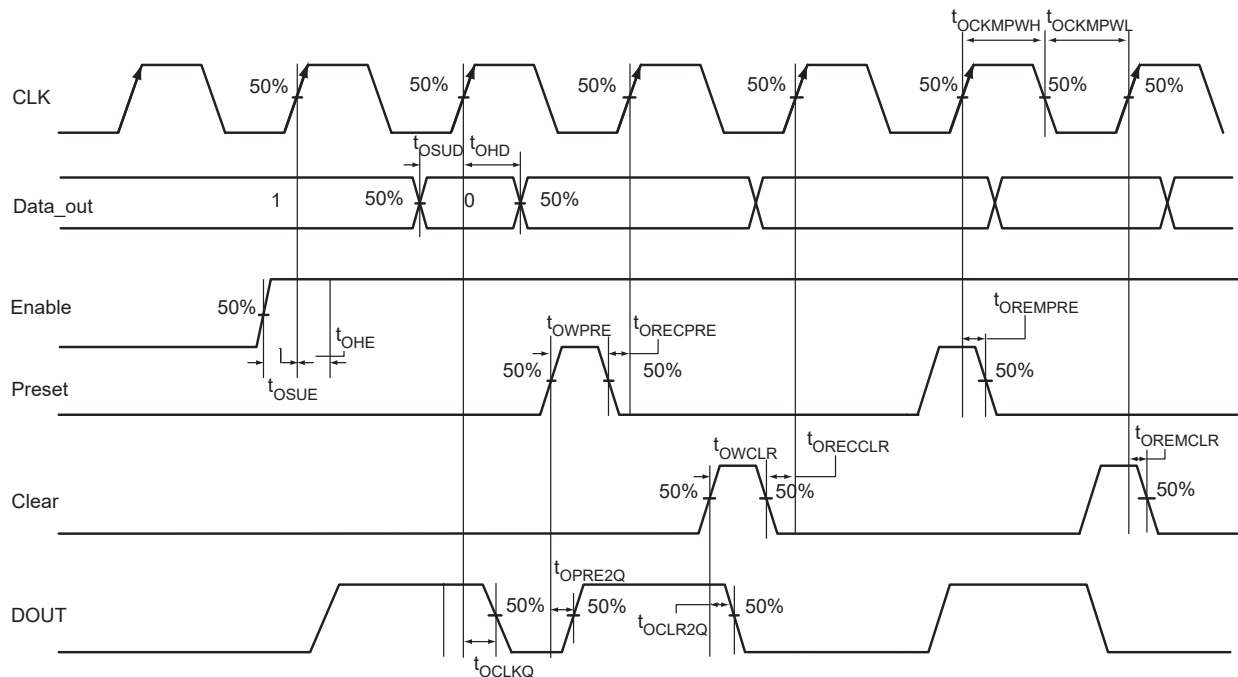 tOCKMPWH tOCKMPWL
CLK
50% 50% 50% 50% 50% 50% 50%
tOSUD tOHD
Data_out
1 50% 0 50%
Enable
50%
tOHE
tOSUE
tOWPRE tORECPRE
tOREMPRE
Preset
50% 50% 50%
tOWCLR tORECCLR
tOREMCLR
Clear
50% 50% 50%
tOPRE2Q
DOUT
50% 50% 50%
tOCLR2Q
tOCLKQ
50%